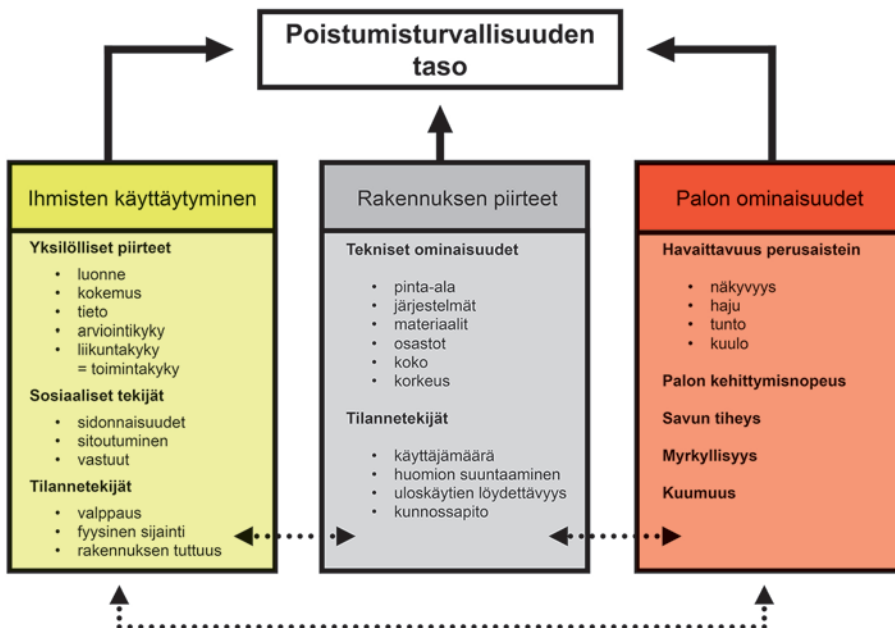 Poistumisturvallisuuden
taso
Ihmisten käyttäytyminen
Yksilölliset piirteet
• luonne
• kokemus
• tieto
• arviointikyky
• liikuntakyky
= toimintakyky
Sosiaaliset tekijät
• sidonnaisuudet
• sitoutuminen
• vastuut
Tilannetekijät
• valppaus
• fyysinen sijainti
• rakennuksen tuttuus
Rakennuksen piirteet
Tekniset ominaisuudet
• pinta-ala
• järjestelmät
• materiaalit
• osastot
• koko
• korkeus
Tilannetekijät
• käyttäjämäärä
• huomion suuntaaminen
• uloskäytien löydettävyys
• kunnossapito
Palon ominaisuudet
Havaittavuus perusaistein
• näkyvyys
• haju
• tunto
• kuulo
Palon kehittymisnopeus
Savun tiheys
Myrkyllisyys
Kuumuus